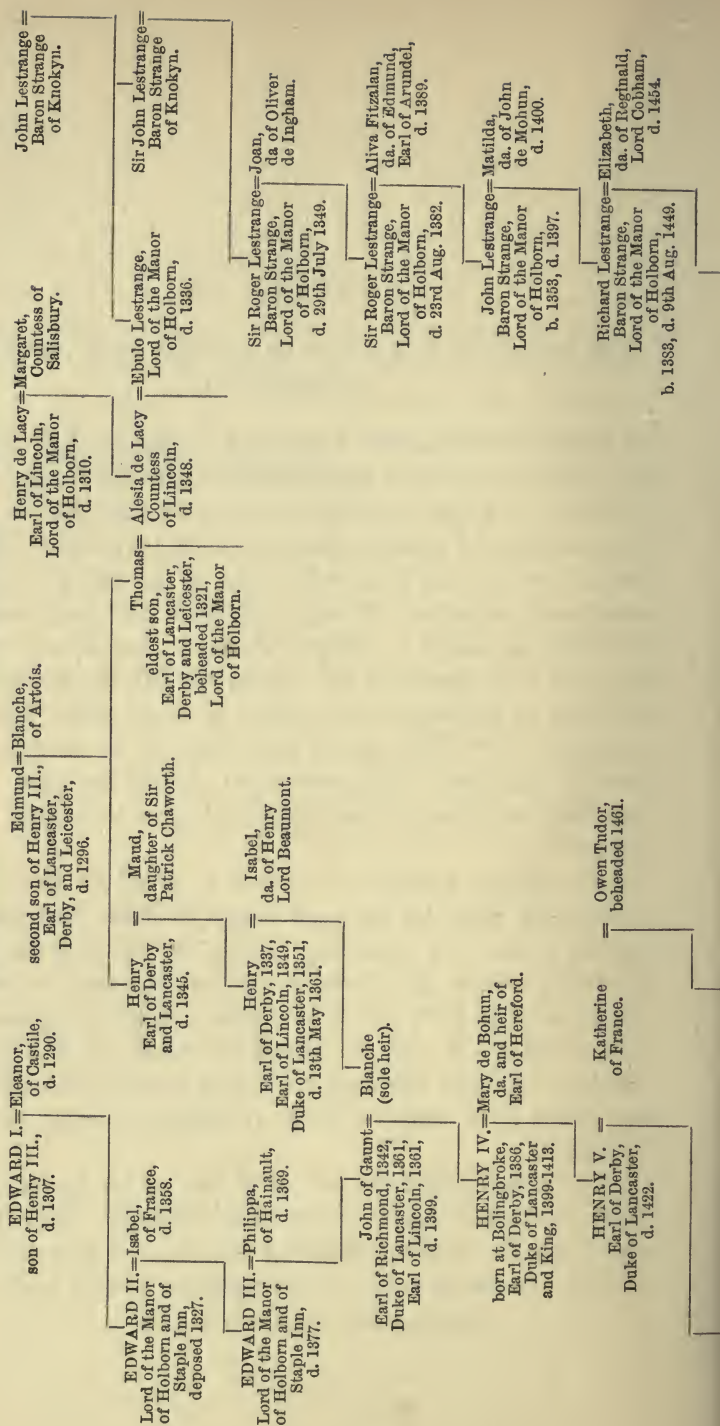 EDWARD I.=Eleanor,
son of Henry III., of Castile,
d. 1307. d. 1290.
Edmund=Blanche,
second son of Henry III., of Artois.
Earl of Lancaster,
Derby, and Leicester,
d. 1296.
Henry de Lacy=Margaret,
Earl of Lincoln, Countess of
Lord of the Manor Salisbury.
of Holborn,
d. 1310.
John Lestrange=
Baron Strange
of Knokyn.
EDWARD II.=Isabel,
Lord of the Manor of France,
of Holborn and of d. 1358.
Staple Inn,
deposed 1327.
Henry = Maud,
Earl of Derby daughter of Sir
and Lancaster, Patrick Chaworth.
d. 1345.
Thomas=
eldest son,
Earl of Lancaster,
Derby and Leicester,
beheaded 1321,
Lord of the Manor
of Holborn.
Alesia de Lacy
Countess
of Lincoln,
d. 1348.
=Ebulo Lestrange,
Lord of the Manor
of Holborn,
d. 1336.
Sir John Lestrange=
Baron Strange
of Knokyn.
EDWARD III.=Philippa,
Lord of the Manor of Hainault,
of Holborn and of d. 1369.
Staple Inn,
d. 1377.
Henry = Isabel,
Earl of Derby, 1337, da. of Henry
Earl of Lincoln, 1349, Lord Beaumont.
Duke of Lancaster, 1351,
d. 13th May 1361.
Sir Roger Lestrange=Joan,
Baron Strange, da of Oliver
Lord of the Manor de Ingham.
of Holborn,
d. 29th July 1349.
John of Gaunt= Blanche
Earl of Richmond, 1342, (sole heir).
Duke of Lancaster, 1361,
Earl of Lincoln, 1361,
d. 1399.
Sir Roger Lestrange=Aliva Fitzalan,
Baron Strange, da. of Edmund,
Lord of the Manor Earl of Arundel,
of Holborn, d. 1389.
d. 23rd Aug. 1382.
HENRY IV.=Mary de Bohun,
born at Bolingbroke, da. and heir of
Earl of Derby, 1386, Earl of Hereford.
Duke of Lancaster
and King, 1399-1413.
John Lestrange=Matilda,
Baron Strange, da. of John
Lord of the Manor de Mohun,
of Holborn, d. 1400.
b. 1353, d. 1397.
HENRY V. = Katherine = Owen Tudor,
Earl of Derby, of France. beheaded 1461.
Duke of Lancaster,
d. 1422.
Richard Lestrange=Elizabeth,
Baron Strange, da. of Reginald,
Lord of the Manor Lord Cobham,
of Holborn, d. 1454.
b. 1383, d. 9th Aug. 1449.